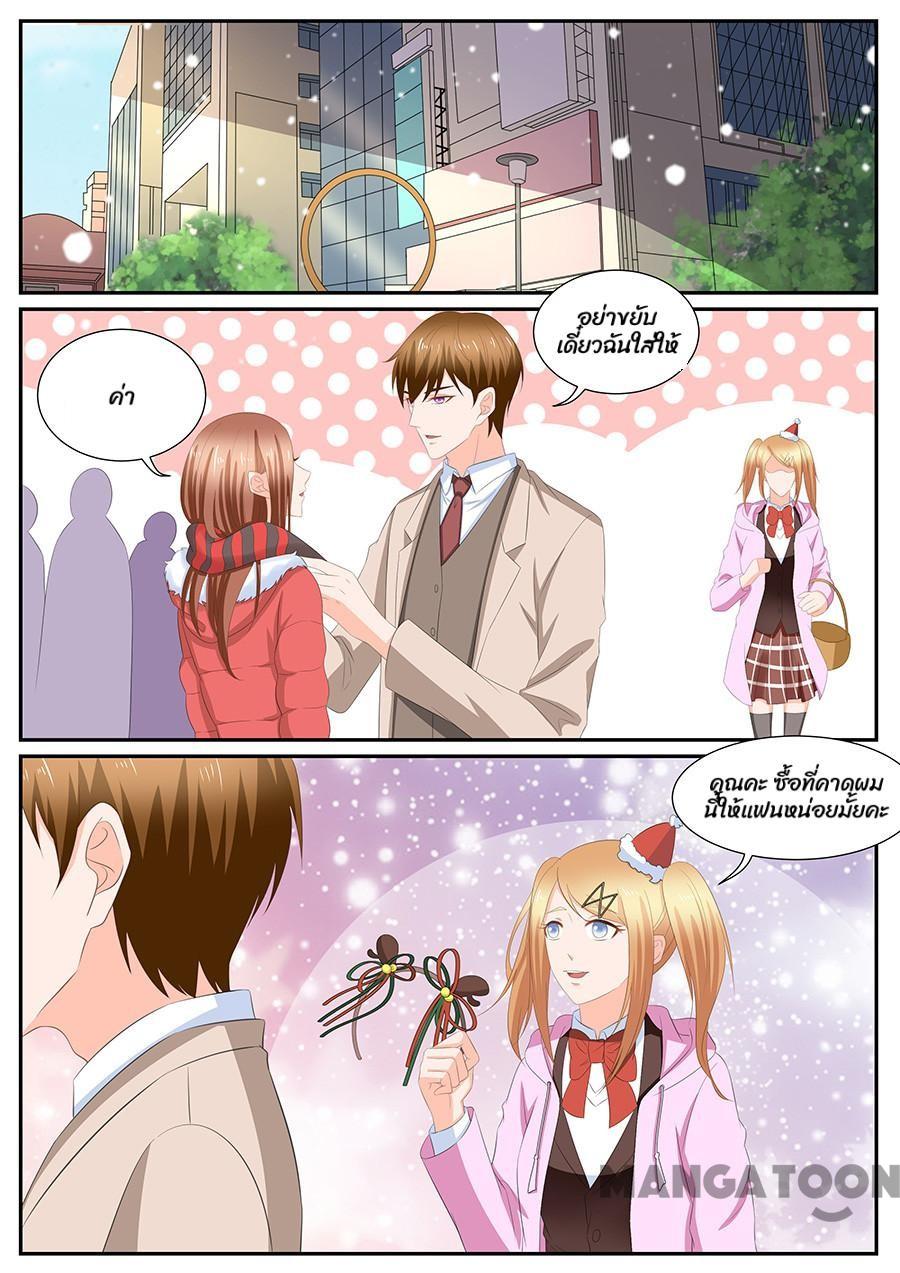 อย่าขยับ
เดี๋ยวฉันใส่ให้
ค่า
คุณคะ ซื้อที่คาดผม
นี่ให้แฟนหน่อยมั้ยคะ
MANGATOON